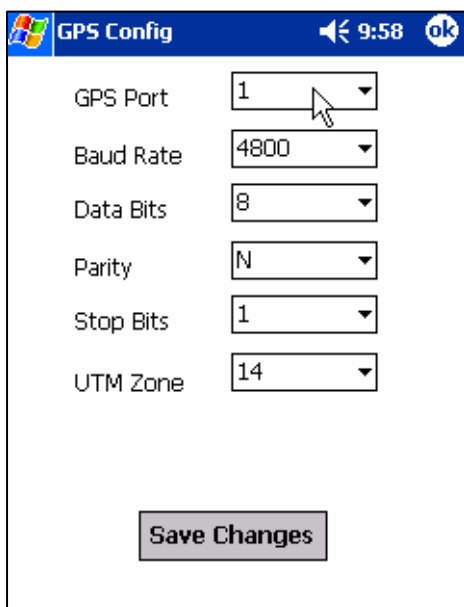 GPS Config 9:58 ok
GPS Port 1
Baud Rate 4800
Data Bits 8
Parity N
Stop Bits 1
UTM Zone 14
Save Changes